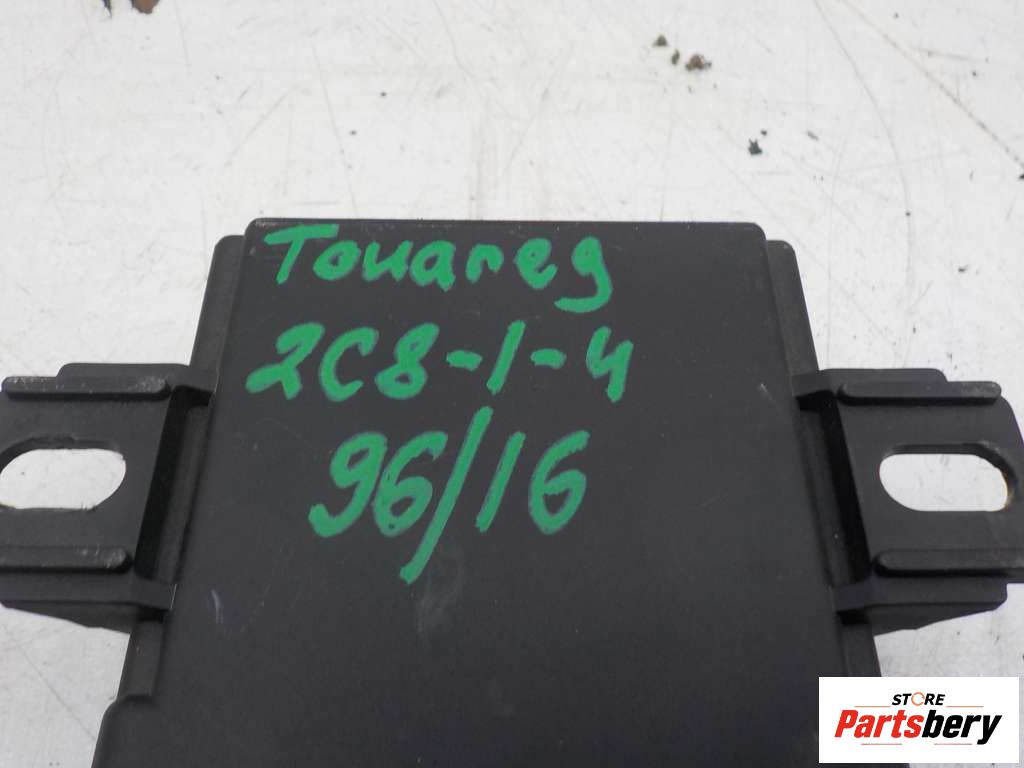 Touareg
2C8-1-4
96/16
STORE
Partsbery